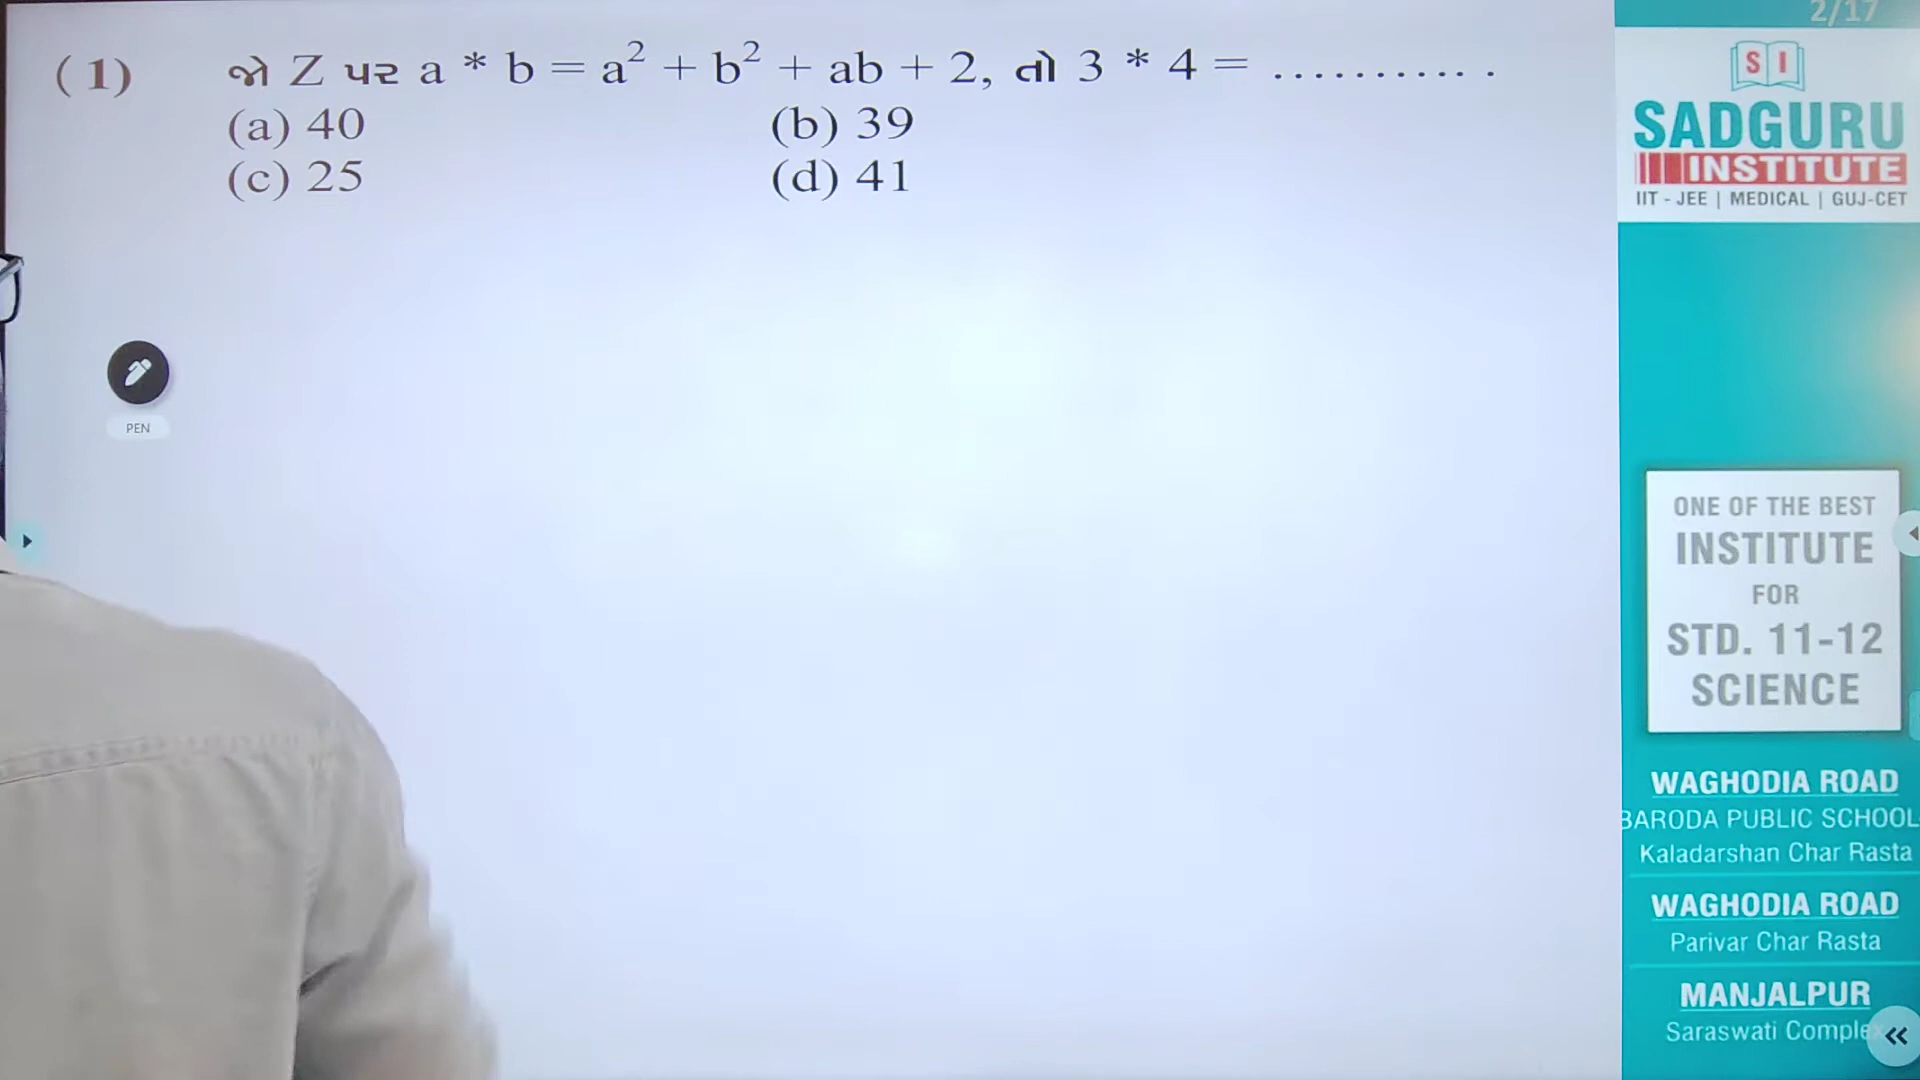 2/17
(1) જો Z પર a * b = a² + b² + ab + 2, તો 3 * 4 = ........... .
(a) 40 (b) 39
(c) 25 (d) 41
PEN
S I
SADGURU
INSTITUTE
IIT - JEE | MEDICAL | GUJ-CET
ONE OF THE BEST
INSTITUTE
FOR
STD. 11-12
SCIENCE
WAGHODIA ROAD
BARODA PUBLIC SCHOOL
Kaladarshan Char Rasta
WAGHODIA ROAD
Parivar Char Rasta
MANJALPUR
Saraswati Comple